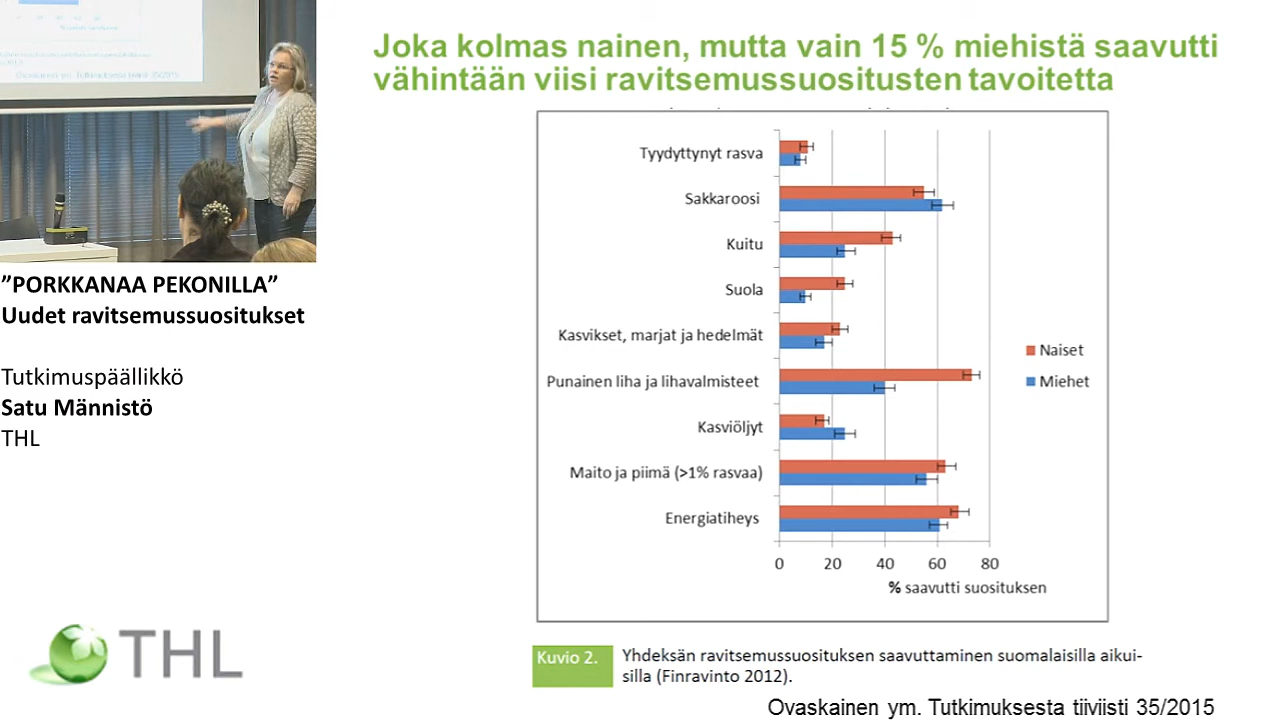 Joka kolmas nainen, mutta vain 15 % miehistä saavutti
vähintään viisi ravitsemussuositusten tavoitetta
”PORKKANAA PEKONILLA”
Uudet ravitsemussuositukset
Tutkimuspäällikkö
Satu Männistö
THL
THL
Tyydyttynyt rasva
Sakkaroosi
Kuitu
Suola
Kasvikset, marjat ja hedelmät
Punainen liha ja lihavalmisteet
Kasviöljyt
Maito ja piimä (>1% rasvaa)
Energiatiheys
0 20 40 60 80
% saavutti suosituksen
Naiset
Miehet
Kuvio 2.
Yhdeksän ravitsemussuosituksen saavuttaminen suomalaisilla aikui-
silla (Finravinto 2012).
Ovaskainen ym. Tutkimuksesta tiiviisti 35/2015